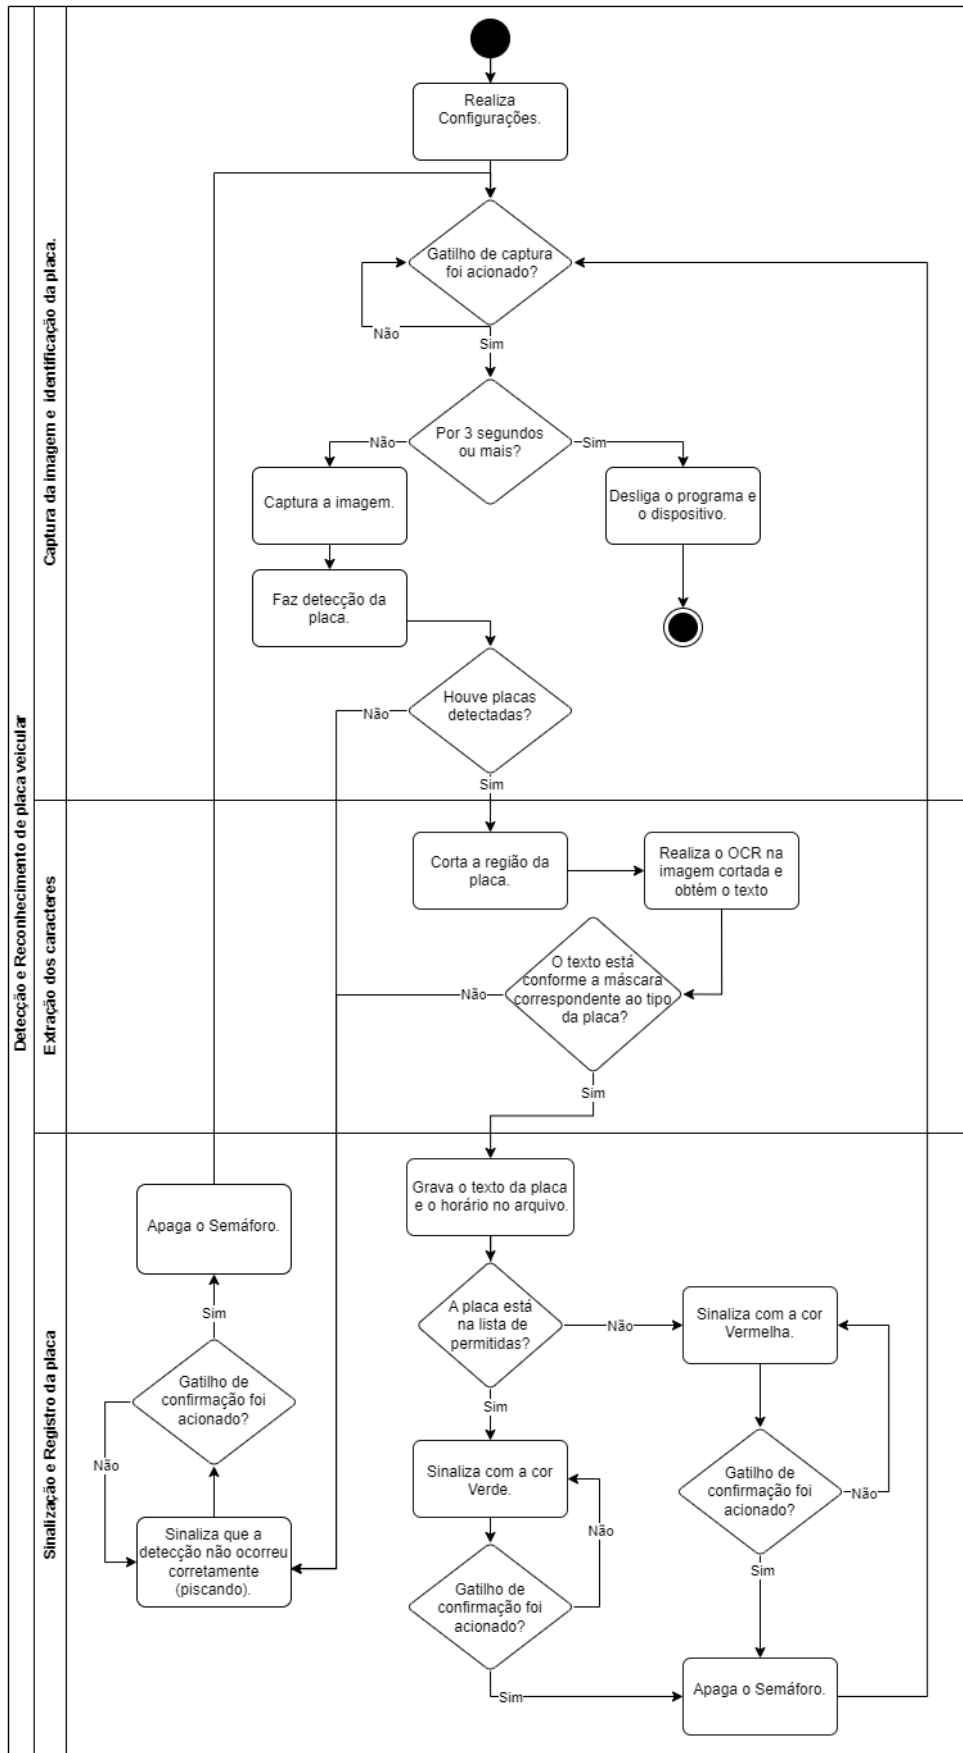 Detecção e Reconhecimento de placa veicular
Captura da imagem e identificação da placa.
Realiza
Configurações.
Gatilho de captura
foi acionado?
Não
Sim
Por 3 segundos
ou mais?
Não
Sim
Captura a imagem.
Desliga o programa e
o dispositivo.
Faz detecção da
placa.
Houve placas
detectadas?
Não
Sim
Extração dos caracteres
Corta a região da
placa.
Realiza o OCR na
imagem cortada e
obtém o texto
O texto está
conforme a máscara
correspondente ao tipo
da placa?
Não
Sim
Sinalização e Registro da placa
Grava o texto da placa
e o horário no arquivo.
Apaga o Semáforo.
A placa está
na lista de
permitidas?
Não
Sinaliza com a cor
Vermelha.
Sim
Sim
Gatilho de
confirmação foi
acionado?
Não
Sinaliza com a cor
Verde.
Gatilho de
confirmação foi
acionado?
Não
Sinaliza que a
detecção não ocorreu
corretamente
(piscando).
Não
Sim
Gatilho de
confirmação foi
acionado?
Sim
Apaga o Semáforo.